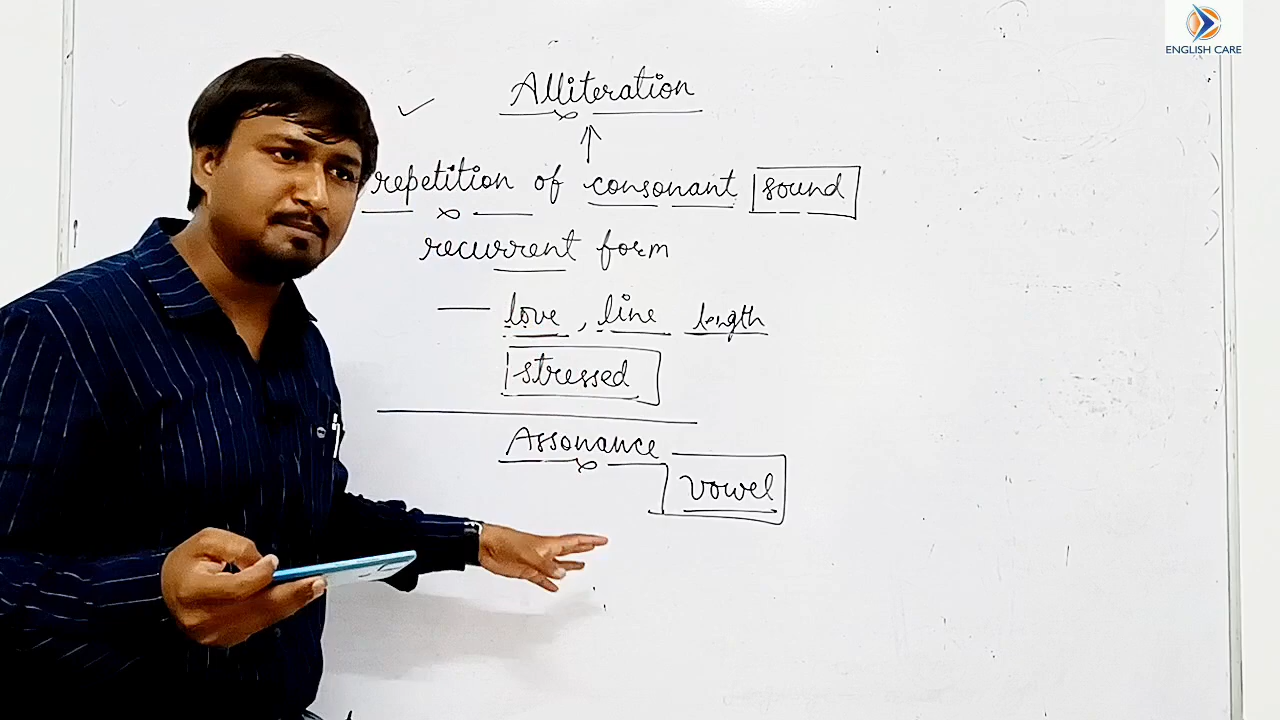 ENGLISH CARE
Alliteration
repetition of consonant sound
recurrent form
— love, line length
stressed
Assonance
vowel